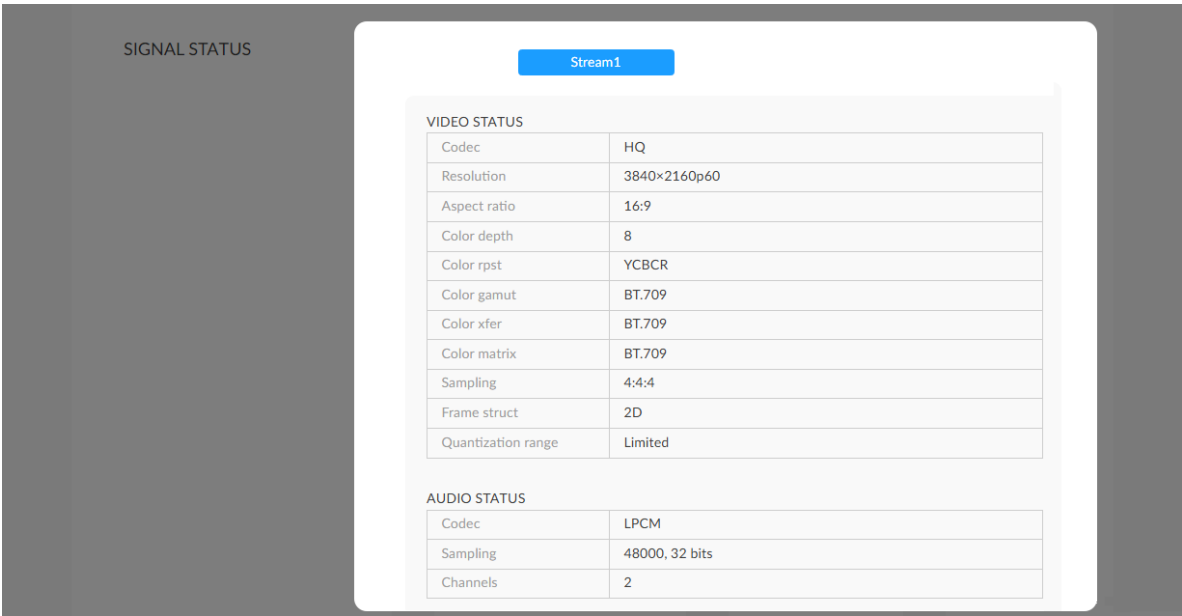 SIGNAL STATUS
Stream1
VIDEO STATUS
Codec HQ
Resolution 3840×2160p60
Aspect ratio 16:9
Color depth 8
Color rpst YCBCR
Color gamut BT.709
Color xfer BT.709
Color matrix BT.709
Sampling 4:4:4
Frame struct 2D
Quantization range Limited
AUDIO STATUS
Codec LPCM
Sampling 48000, 32 bits
Channels 2